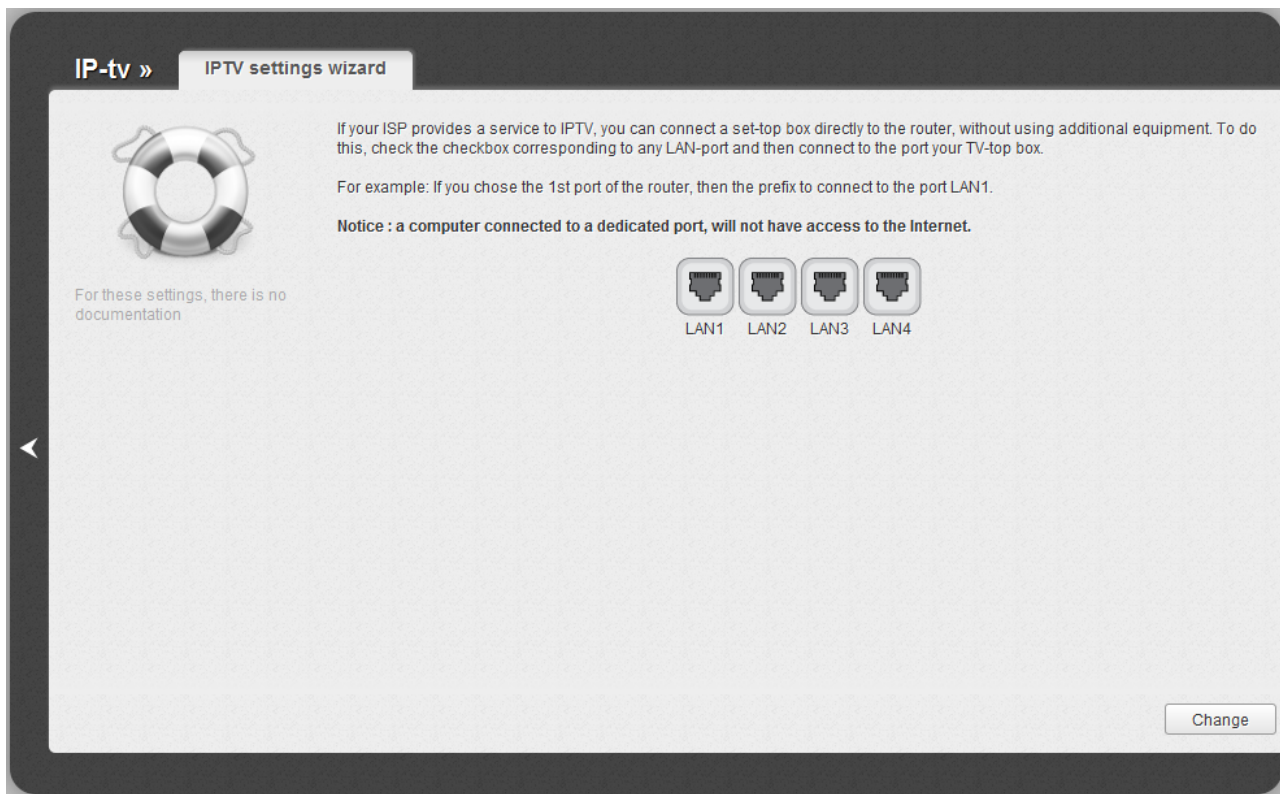 IP-tv »
IPTV settings wizard
If your ISP provides a service to IPTV, you can connect a set-top box directly to the router, without using additional equipment. To do
this, check the checkbox corresponding to any LAN-port and then connect to the port your TV-top box.
For example: If you chose the 1st port of the router, then the prefix to connect to the port LAN1.
Notice : a computer connected to a dedicated port, will not have access to the Internet.
For these settings, there is no
documentation
LAN1 LAN2 LAN3 LAN4
Change